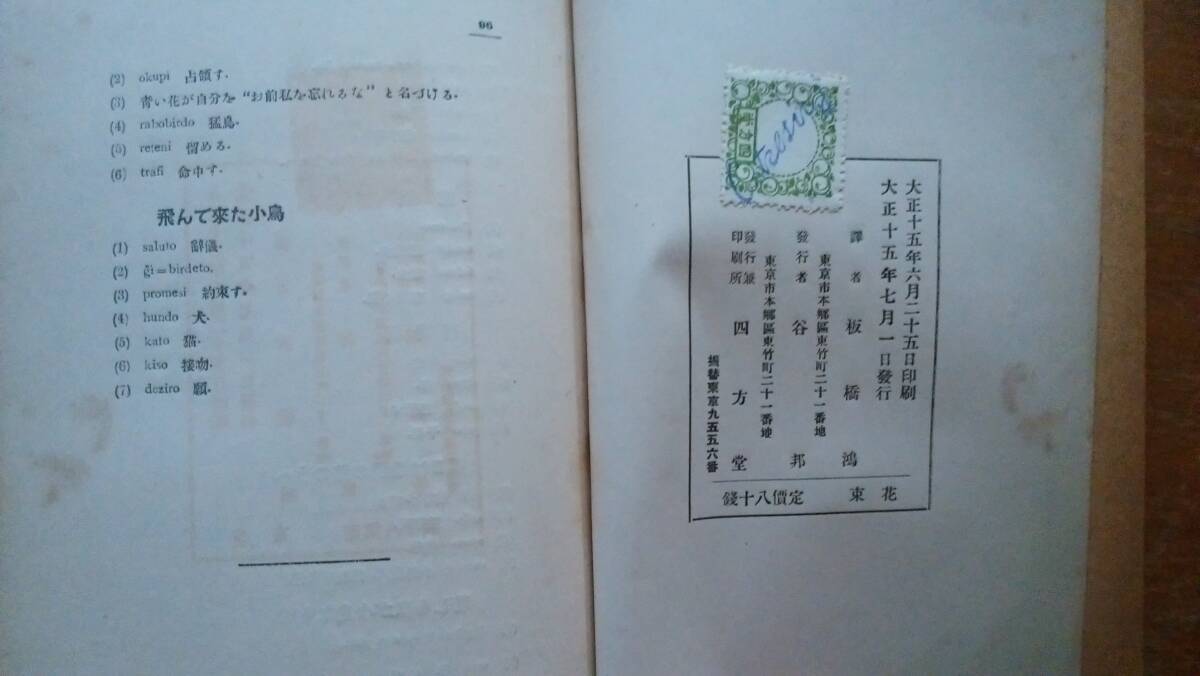 96
(2) okupi 占領す.
(3) 靑い花が自分を “お前私を忘れるな” と名づける.
(4) rabobirdo 猛鳥.
(5) reteni 留める.
(6) trafi 命中す.
飛んで來た小鳥
(1) saluto 辭儀.
(2) ĝi=birdeto.
(3) promesi 約束す.
(4) hundo 犬.
(5) kato 猫.
(6) kiso 接吻.
(7) deziro 願.
四方堂
大正十五年六月二十五日印刷
大正十五年七月一日發行
譯者 板橋鴻
東京市本鄕區東竹町二十一番地
發行者 谷邦
東京市本鄕區東竹町二十一番地
發行兼印刷所 四方堂
振替東京九五五六番
花束 定價八十錢